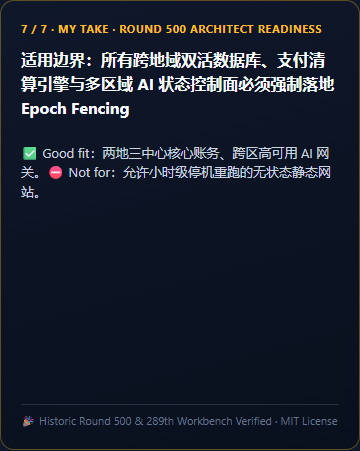 7 / 7 · MY TAKE · ROUND 500 ARCHITECT READINESS
适用边界：所有跨地域双活数据库、支付清
算引擎与多区域 AI 状态控制面必须强制落地
Epoch Fencing
✅ Good fit：两地三中心核心账务、跨区高可用 AI 网
关。⛔ Not for：允许小时级停机重跑的无状态静态网
站。
🎉 Historic Round 500 & 289th Workbench Verified · MIT License